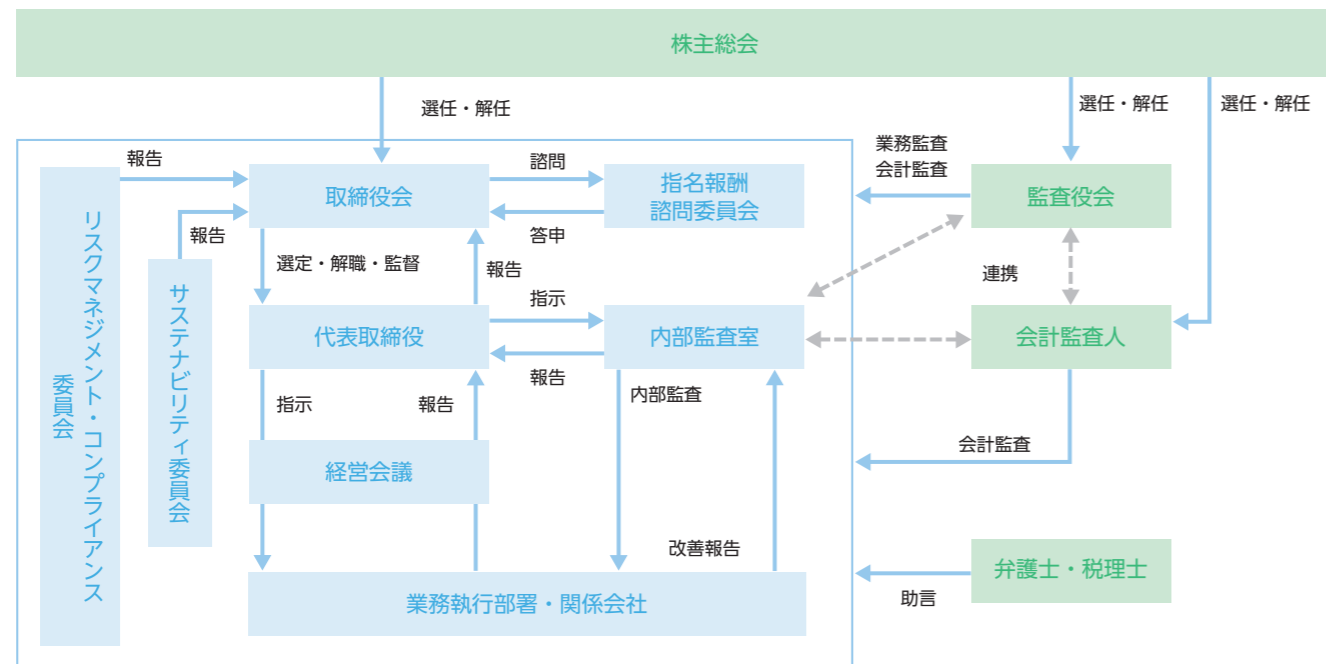 株主総会
選任・解任
選任・解任
選任・解任
報告
取締役会
諮問
指名報酬
諮問委員会
業務監査
会計監査
監査役会
リスクマネジメント・コンプライアンス
委員会
報告
答申
サステナビリティ委員会
選定・解職・監督
報告
連携
代表取締役
指示
内部監査室
会計監査人
報告
指示
報告
内部監査
経営会議
会計監査
改善報告
弁護士・税理士
助言
業務執行部署・関係会社